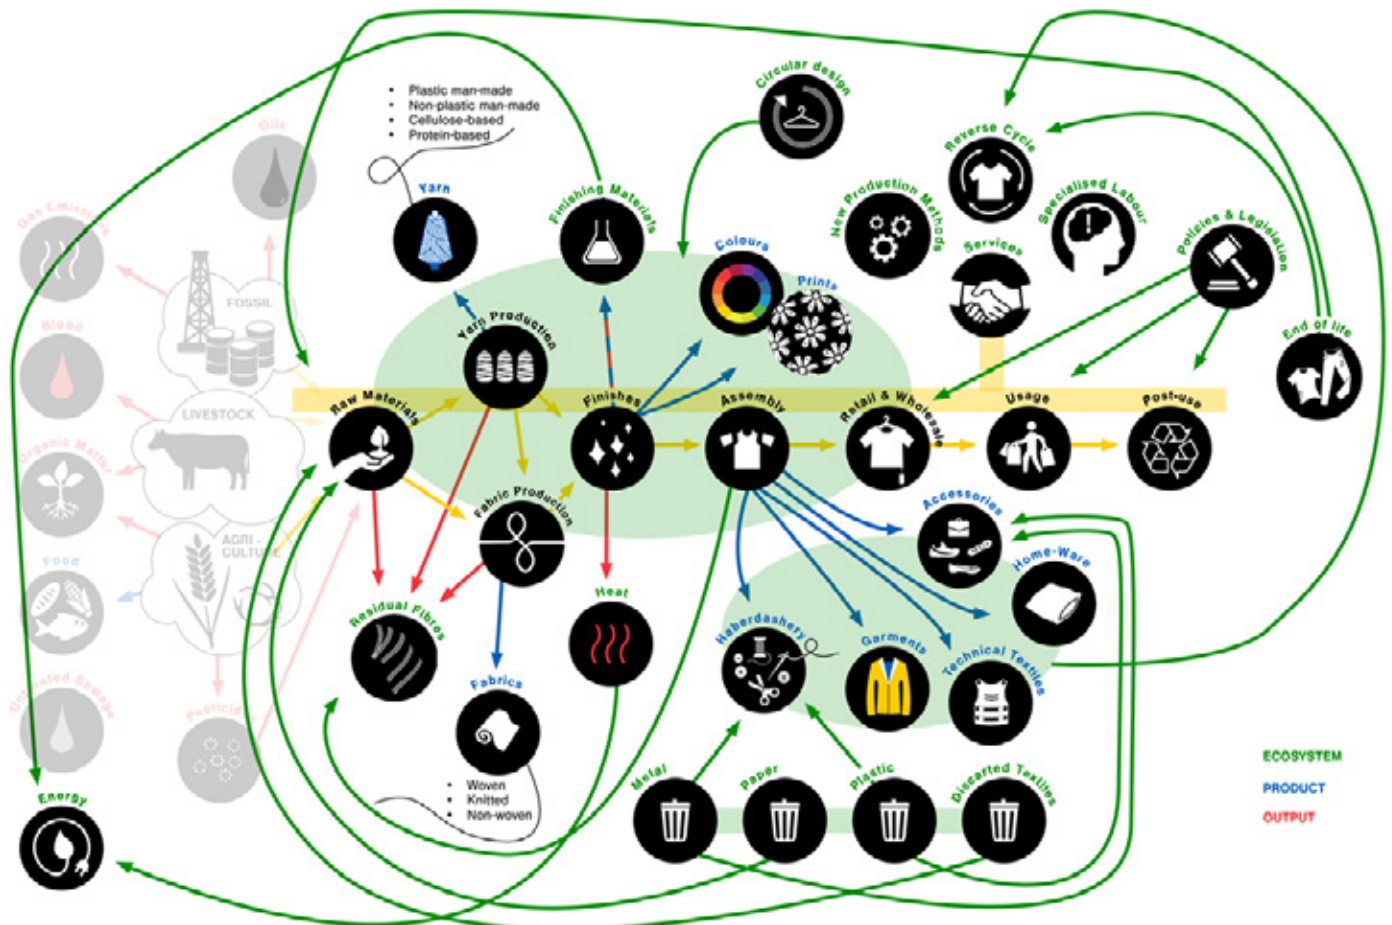 Circular design
Plastic man-made
Non-plastic man-made
Cellulose-based
Protein-based
Oils
Reverse Cycle
Yarn
Finishing Materials
New Production Methods
Specialised Labour
Policies & Legislation
Gas Emissions
Colours
Services
Prints
FOSSIL
Yarn Production
End of life
Blood
LIVESTOCK
Raw Materials
Finishes
Assembly
Retail & Wholesale
Usage
Post-use
Organic Matter
Fabric Production
Accessories
AGRI -
CULTURE
Food
Home-Ware
Residual Fibres
Heat
Haberdashery
Garments
Technical Textiles
Untreated Sewage
Pesticides
Fabrics
ECOSYSTEM
PRODUCT
OUTPUT
Woven
Knitted
Non-woven
Metal
Paper
Plastic
Discarted Textiles
Energy